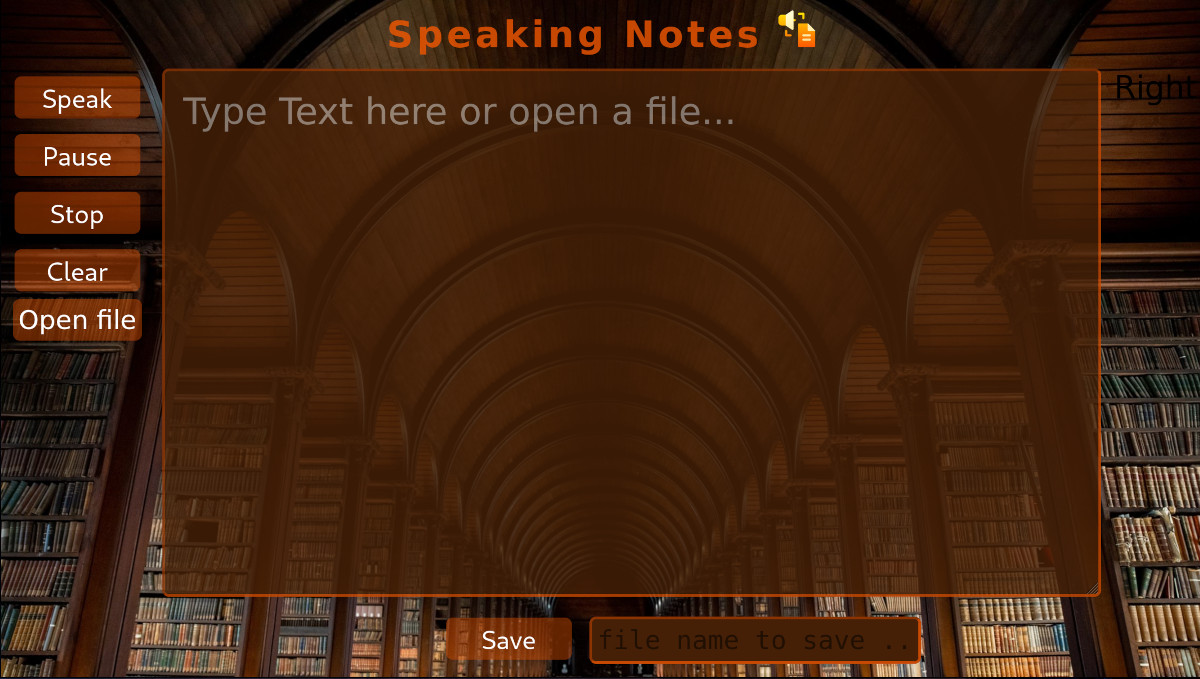 Speaking Notes
Speak
Pause
Stop
Clear
Open file
Type Text here or open a file...
Right
Save
file name to save ..